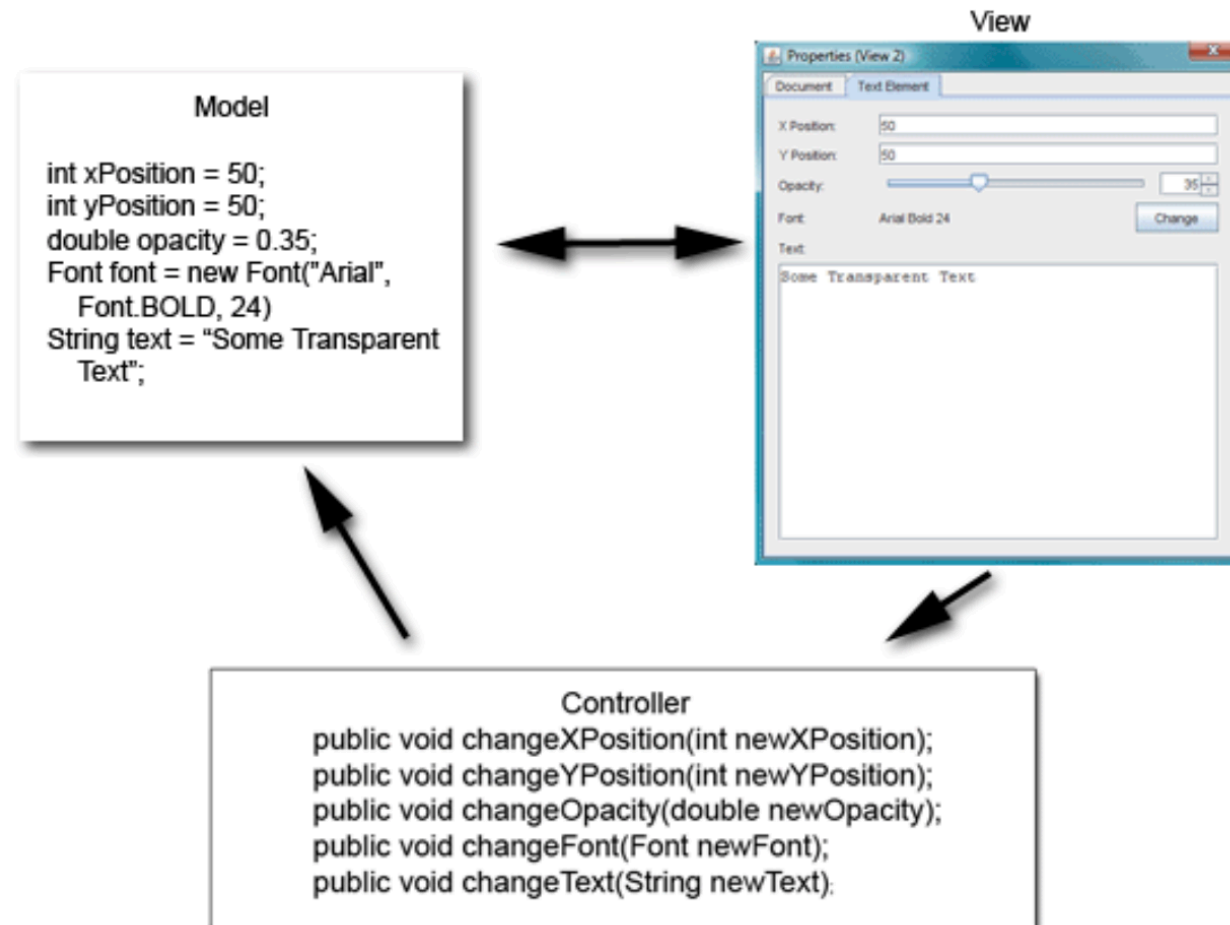 View
Properties (View 2)
Document Text Element
X Position: 50
Y Position: 50
Opacity: 35
Font: Arial Bold 24 Change
Text:
Some Transparent Text
Model
int xPosition = 50;
int yPosition = 50;
double opacity = 0.35;
Font font = new Font("Arial",
Font.BOLD, 24)
String text = “Some Transparent
Text”;
Controller
public void changeXPosition(int newXPosition);
public void changeYPosition(int newYPosition);
public void changeOpacity(double newOpacity);
public void changeFont(Font newFont);
public void changeText(String newText);